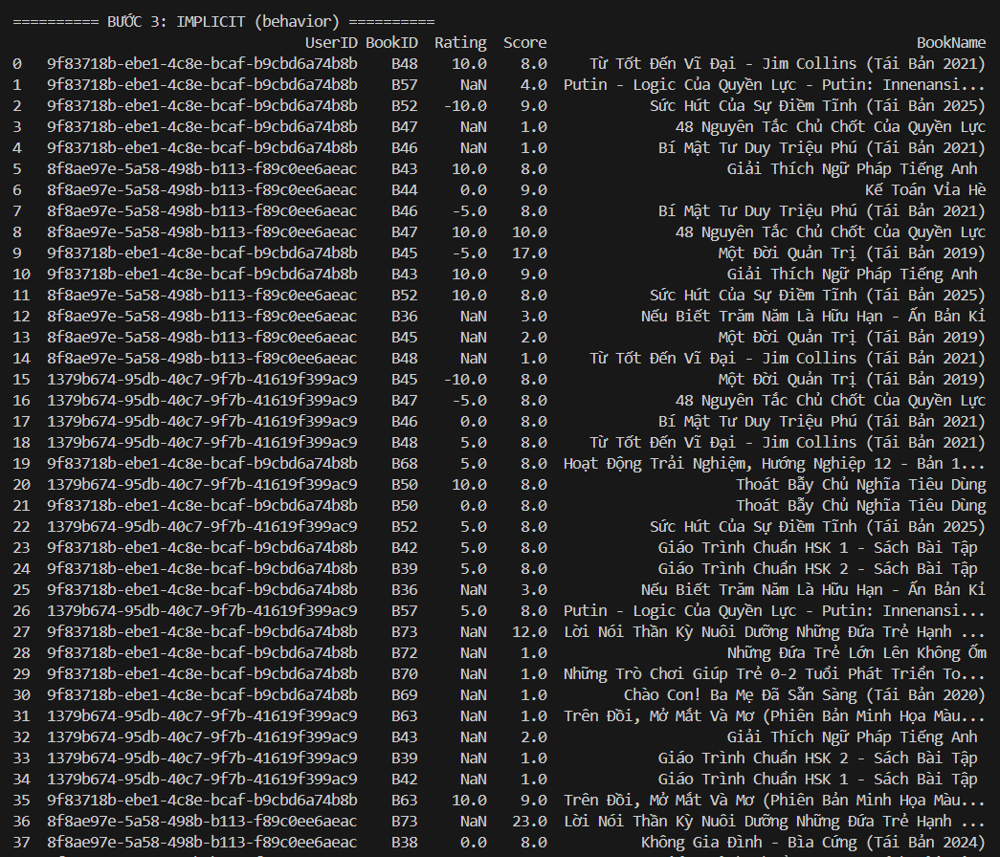 ========== BƯỚC 3: IMPLICIT (behavior) ==========
UserID BookID Rating Score BookName
0 9f83718b-ebe1-4c8e-bcaf-b9cbd6a74b8b B48 10.0 8.0 Từ Tốt Đến Vĩ Đại - Jim Collins (Tái Bản 2021)
1 9f83718b-ebe1-4c8e-bcaf-b9cbd6a74b8b B57 NaN 4.0 Putin - Logic Của Quyền Lực - Putin: Innenansi...
2 9f83718b-ebe1-4c8e-bcaf-b9cbd6a74b8b B52 -10.0 9.0 Sức Hút Của Sự Điềm Tĩnh (Tái Bản 2025)
3 9f83718b-ebe1-4c8e-bcaf-b9cbd6a74b8b B47 NaN 1.0 48 Nguyên Tắc Chủ Chốt Của Quyền Lực
4 9f83718b-ebe1-4c8e-bcaf-b9cbd6a74b8b B46 NaN 1.0 Bí Mật Tư Duy Triệu Phú (Tái Bản 2021)
5 8f8ae97e-5a58-498b-b113-f89c0ee6aeac B43 10.0 8.0 Giải Thích Ngữ Pháp Tiếng Anh
6 8f8ae97e-5a58-498b-b113-f89c0ee6aeac B44 0.0 9.0 Kế Toán Vỉa Hè
7 8f8ae97e-5a58-498b-b113-f89c0ee6aeac B46 -5.0 8.0 Bí Mật Tư Duy Triệu Phú (Tái Bản 2021)
8 8f8ae97e-5a58-498b-b113-f89c0ee6aeac B47 10.0 10.0 48 Nguyên Tắc Chủ Chốt Của Quyền Lực
9 9f83718b-ebe1-4c8e-bcaf-b9cbd6a74b8b B45 -5.0 17.0 Một Đời Quản Trị (Tái Bản 2019)
10 9f83718b-ebe1-4c8e-bcaf-b9cbd6a74b8b B43 10.0 9.0 Giải Thích Ngữ Pháp Tiếng Anh
11 8f8ae97e-5a58-498b-b113-f89c0ee6aeac B52 10.0 8.0 Sức Hút Của Sự Điềm Tĩnh (Tái Bản 2025)
12 8f8ae97e-5a58-498b-b113-f89c0ee6aeac B36 NaN 3.0 Nếu Biết Trăm Năm Là Hữu Hạn - Ấn Bản Kỉ
13 8f8ae97e-5a58-498b-b113-f89c0ee6aeac B45 NaN 2.0 Một Đời Quản Trị (Tái Bản 2019)
14 8f8ae97e-5a58-498b-b113-f89c0ee6aeac B48 NaN 1.0 Từ Tốt Đến Vĩ Đại - Jim Collins (Tái Bản 2021)
15 1379b674-95db-40c7-9f7b-41619f399ac9 B45 -10.0 8.0 Một Đời Quản Trị (Tái Bản 2019)
16 1379b674-95db-40c7-9f7b-41619f399ac9 B47 -5.0 8.0 48 Nguyên Tắc Chủ Chốt Của Quyền Lực
17 1379b674-95db-40c7-9f7b-41619f399ac9 B46 0.0 8.0 Bí Mật Tư Duy Triệu Phú (Tái Bản 2021)
18 1379b674-95db-40c7-9f7b-41619f399ac9 B48 5.0 8.0 Từ Tốt Đến Vĩ Đại - Jim Collins (Tái Bản 2021)
19 9f83718b-ebe1-4c8e-bcaf-b9cbd6a74b8b B68 5.0 8.0 Hoạt Động Trải Nghiệm, Hướng Nghiệp 12 - Bản 1...
20 1379b674-95db-40c7-9f7b-41619f399ac9 B50 10.0 8.0 Thoát Bẫy Chủ Nghĩa Tiêu Dùng
21 9f83718b-ebe1-4c8e-bcaf-b9cbd6a74b8b B50 0.0 8.0 Thoát Bẫy Chủ Nghĩa Tiêu Dùng
22 1379b674-95db-40c7-9f7b-41619f399ac9 B52 5.0 8.0 Sức Hút Của Sự Điềm Tĩnh (Tái Bản 2025)
23 9f83718b-ebe1-4c8e-bcaf-b9cbd6a74b8b B42 5.0 8.0 Giáo Trình Chuẩn HSK 1 - Sách Bài Tập
24 9f83718b-ebe1-4c8e-bcaf-b9cbd6a74b8b B39 5.0 8.0 Giáo Trình Chuẩn HSK 2 - Sách Bài Tập
25 9f83718b-ebe1-4c8e-bcaf-b9cbd6a74b8b B36 NaN 3.0 Nếu Biết Trăm Năm Là Hữu Hạn - Ấn Bản Kỉ
26 1379b674-95db-40c7-9f7b-41619f399ac9 B57 5.0 8.0 Putin - Logic Của Quyền Lực - Putin: Innenansi...
27 9f83718b-ebe1-4c8e-bcaf-b9cbd6a74b8b B73 NaN 12.0 Lời Nói Thần Kỳ Nuôi Dưỡng Những Đứa Trẻ Hạnh ...
28 9f83718b-ebe1-4c8e-bcaf-b9cbd6a74b8b B72 NaN 1.0 Những Đứa Trẻ Lớn Lên Không Ốm
29 9f83718b-ebe1-4c8e-bcaf-b9cbd6a74b8b B70 NaN 1.0 Những Trò Chơi Giúp Trẻ 0-2 Tuổi Phát Triển To...
30 9f83718b-ebe1-4c8e-bcaf-b9cbd6a74b8b B69 NaN 1.0 Chào Con! Ba Mẹ Đã Sẵn Sàng (Tái Bản 2020)
31 1379b674-95db-40c7-9f7b-41619f399ac9 B63 NaN 1.0 Trên Đồi, Mở Mắt Và Mơ (Phiên Bản Minh Họa Màu...
32 1379b674-95db-40c7-9f7b-41619f399ac9 B43 NaN 2.0 Giải Thích Ngữ Pháp Tiếng Anh
33 1379b674-95db-40c7-9f7b-41619f399ac9 B39 NaN 1.0 Giáo Trình Chuẩn HSK 2 - Sách Bài Tập
34 1379b674-95db-40c7-9f7b-41619f399ac9 B42 NaN 1.0 Giáo Trình Chuẩn HSK 1 - Sách Bài Tập
35 9f83718b-ebe1-4c8e-bcaf-b9cbd6a74b8b B63 10.0 9.0 Trên Đồi, Mở Mắt Và Mơ (Phiên Bản Minh Họa Màu...
36 8f8ae97e-5a58-498b-b113-f89c0ee6aeac B73 NaN 23.0 Lời Nói Thần Kỳ Nuôi Dưỡng Những Đứa Trẻ Hạnh ...
37 8f8ae97e-5a58-498b-b113-f89c0ee6aeac B38 0.0 8.0 Không Gia Đình - Bìa Cứng (Tái Bản 2024)